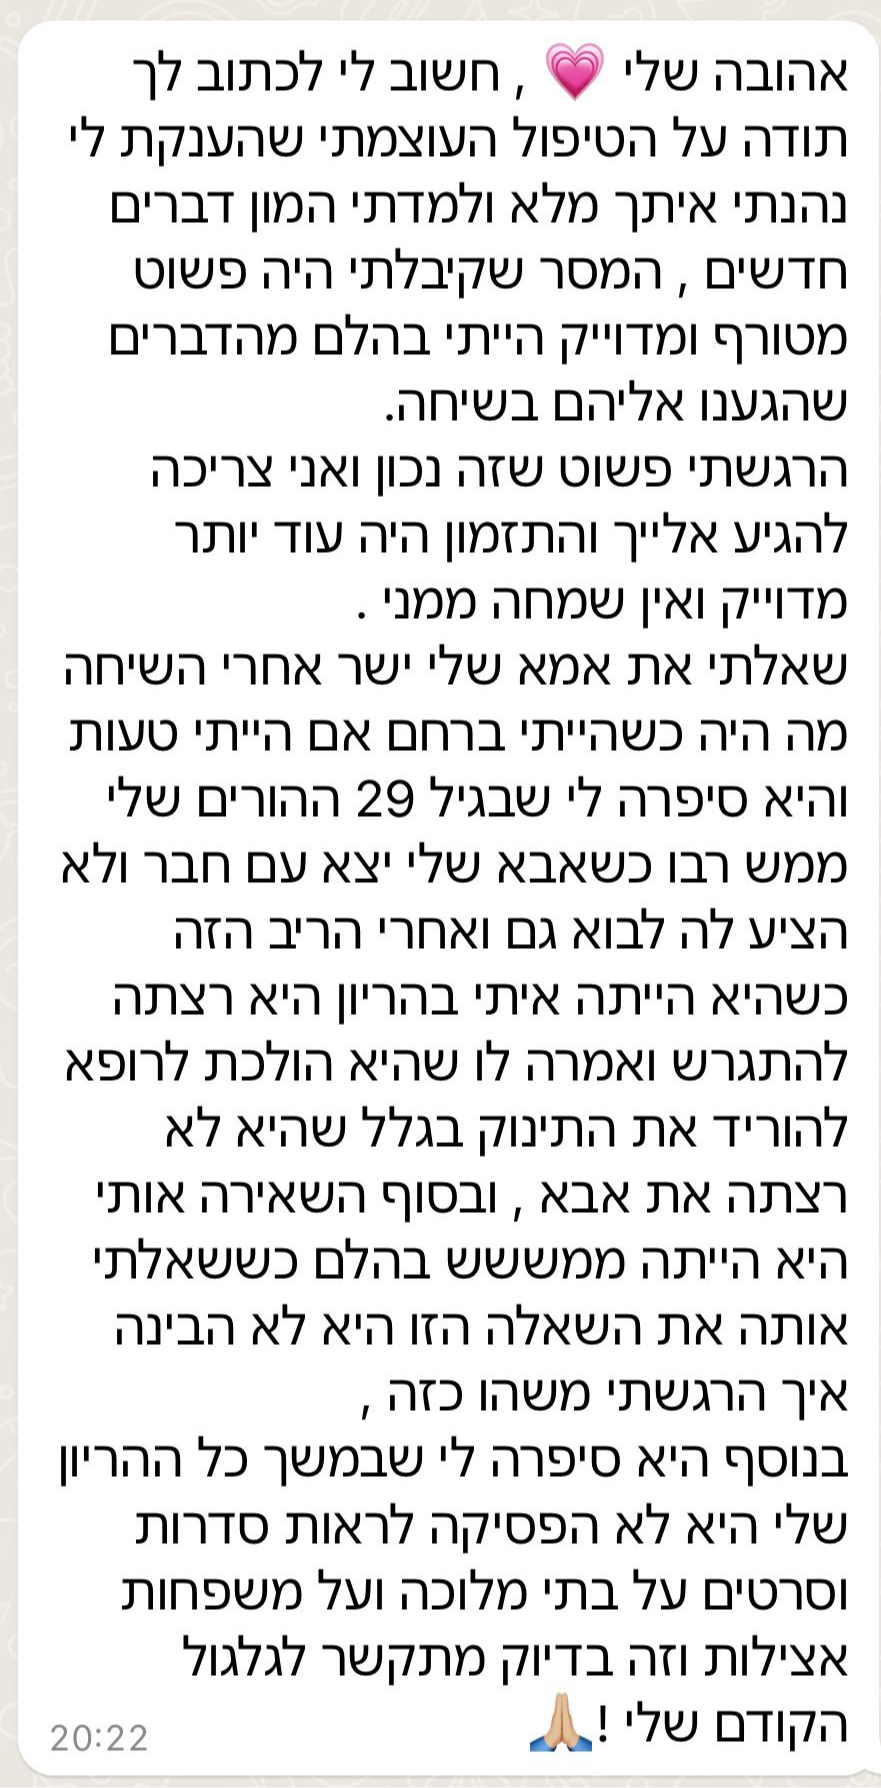 אהובה שלי 💗 , חשוב לי לכתוב לך
תודה על הטיפול העוצמתי שהענקת לי
נהנתי איתך מלא ולמדתי המון דברים
חדשים , המסר שקיבלתי היה פשוט
מטורף ומדוייק הייתי בהלם מהדברים
שהגענו אליהם בשיחה.
הרגשתי פשוט שזה נכון ואני צריכה
להגיע אלייך והתזמון היה עוד יותר
מדוייק ואין שמחה ממני .
שאלתי את אמא שלי ישר אחרי השיחה
מה היה כשהייתי ברחם אם הייתי טעות
והיא סיפרה לי שבגיל 29 ההורים שלי
ממש רבו כשאבא שלי יצא עם חבר ולא
הציע לה לבוא גם ואחרי הריב הזה
כשהיא הייתה איתי בהריון היא רצתה
להתגרש ואמרה לו שהיא הולכת לרופא
להוריד את התינוק בגלל שהיא לא
רצתה את אבא , ובסוף השאירה אותי
היא הייתה ממששש בהלם כששאלתי
אותה את השאלה הזו היא לא הבינה
איך הרגשתי משהו כזה ,
בנוסף היא סיפרה לי שבמשך כל ההריון
שלי היא לא הפסיקה לראות סדרות
וסרטים על בתי מלוכה ועל משפחות
אצילות וזה בדיוק מתקשר לגלגול
הקודם שלי !🙏🏼
20:22